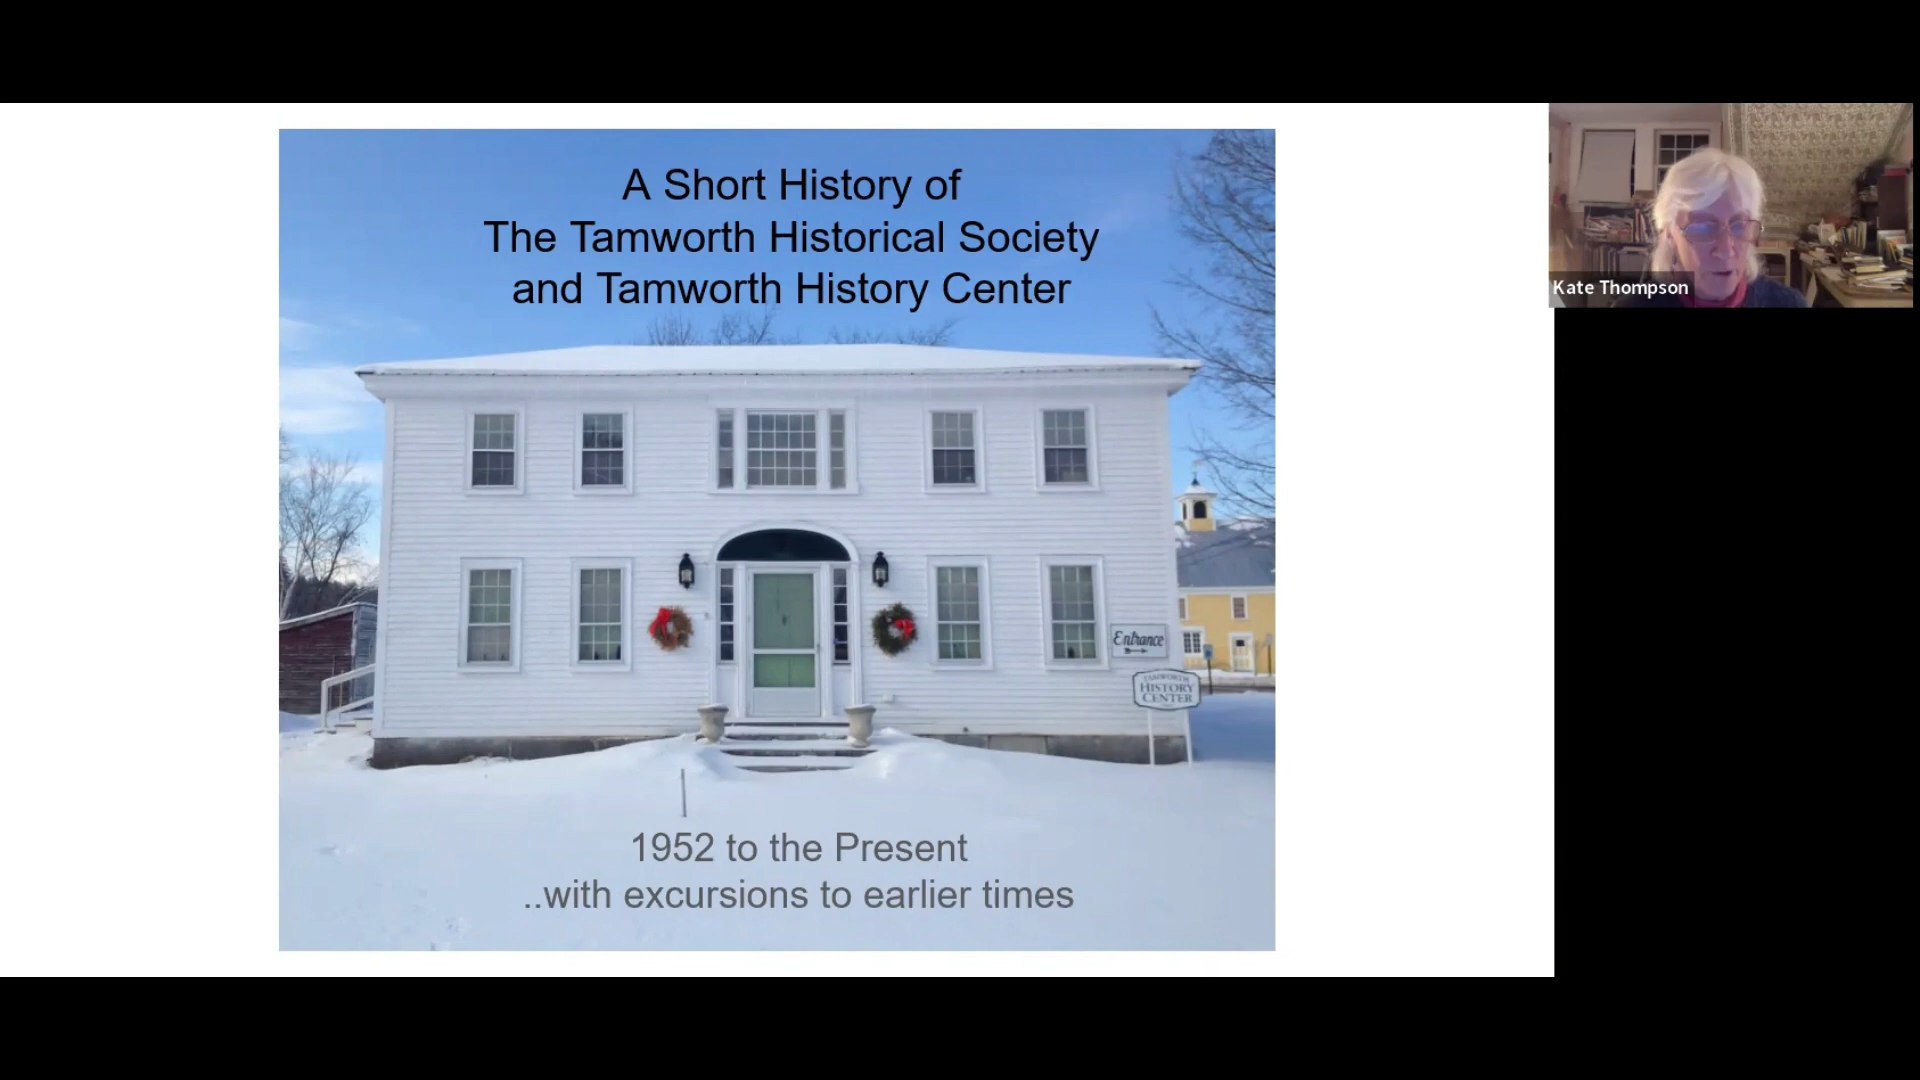 A Short History of
The Tamworth Historical Society
and Tamworth History Center
Entrance
TAMWORTH
HISTORY
CENTER
1952 to the Present
..with excursions to earlier times
Kate Thompson